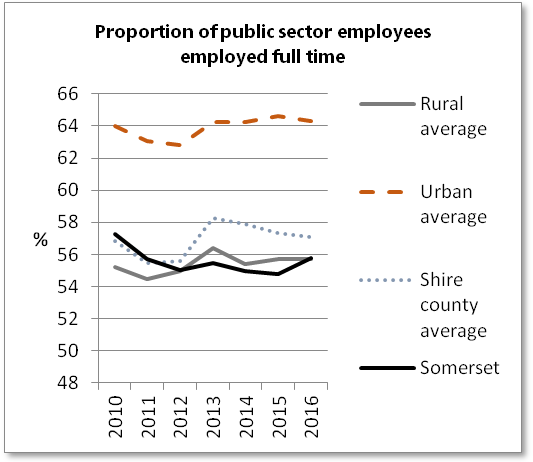 Proportion of public sector employees
employed full time
66
64
62
60
58
56
54
52
50
48
%
2010
2011
2012
2013
2014
2015
2016
Rural
average
Urban
average
Shire
county
average
Somerset